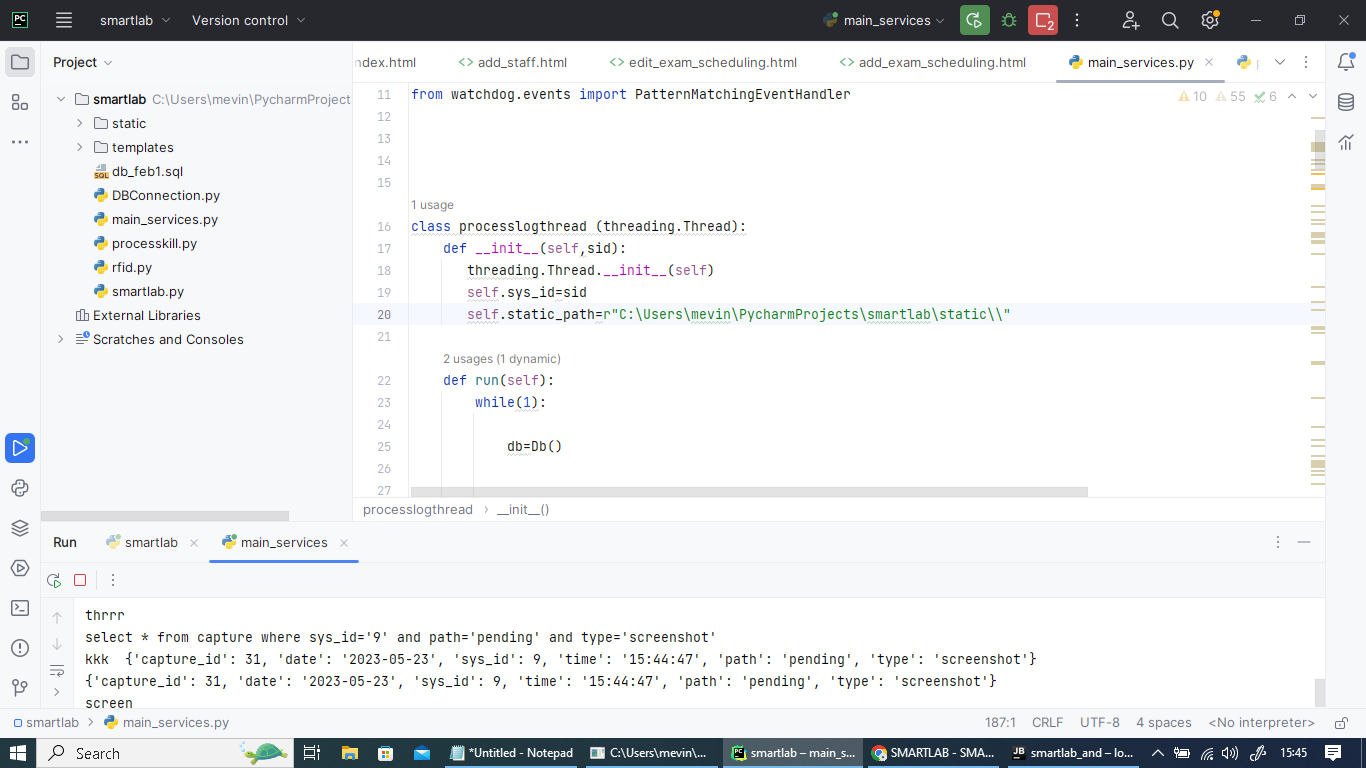 PC
smartlab
Version control
main_services
2
Project
ndex.html
add_staff.html
edit_exam_scheduling.html
add_exam_scheduling.html
main_services.py
smartlab C:\Users\mevin\PycharmProject
static
templates
SQL db_feb1.sql
DBConnection.py
main_services.py
processkill.py
rfid.py
smartlab.py
External Libraries
Scratches and Consoles
10 55 6
11 from watchdog.events import PatternMatchingEventHandler
12
13
14
15
1 usage
16 class processlogthread (threading.Thread):
17 def __init__(self,sid):
18 threading.Thread.__init__(self)
19 self.sys_id=sid
20 self.static_path=r"C:\Users\mevin\PycharmProjects\smartlab\static\\"
21
2 usages (1 dynamic)
22 def run(self):
23 while(1):
24
25 db=Db()
26
27
processlogthread › __init__()
Run
smartlab
main_services
thrrr
select * from capture where sys_id='9' and path='pending' and type='screenshot'
kkk  {'capture_id': 31, 'date': '2023-05-23', 'sys_id': 9, 'time': '15:44:47', 'path': 'pending', 'type': 'screenshot'}
{'capture_id': 31, 'date': '2023-05-23', 'sys_id': 9, 'time': '15:44:47', 'path': 'pending', 'type': 'screenshot'}
screen
smartlab › main_services.py
187:1 CRLF UTF-8 4 spaces <No interpreter>
Search
*Untitled - Notepad
C:\Users\mevin\...
PC smartlab – main_s...
SMARTLAB - SMA...
JB smartlab_and – lo...
15:45